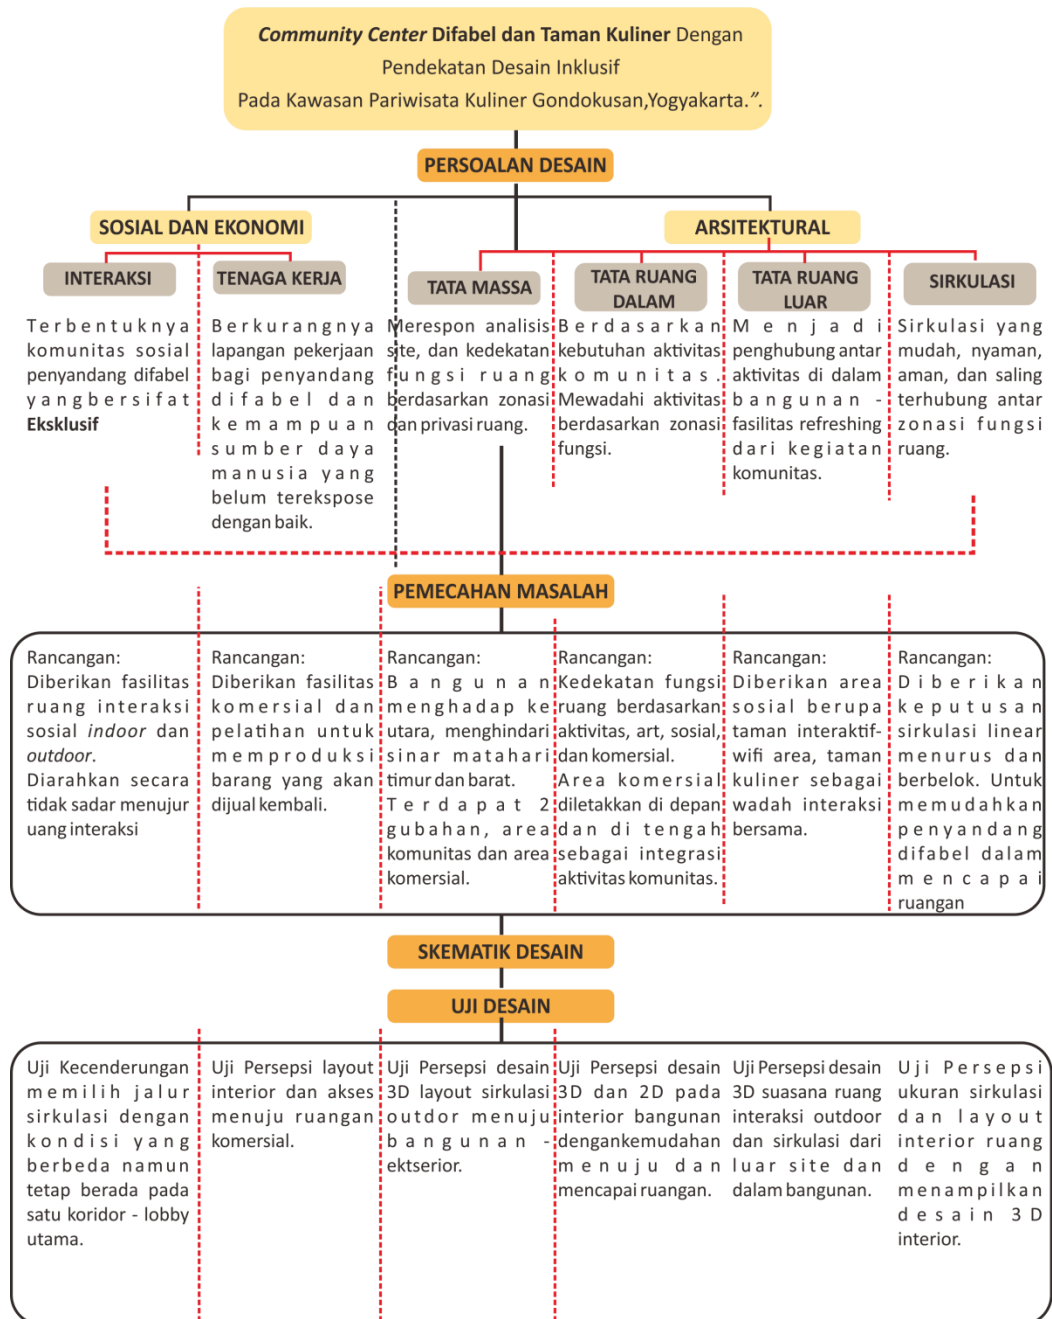 Community Center Difabel dan Taman Kuliner Dengan
Pendekatan Desain Inklusif
Pada Kawasan Pariwisata Kuliner Gondokusan,Yogyakarta.”.
PERSOALAN DESAIN
SOSIAL DAN EKONOMI
ARSITEKTURAL
INTERAKSI
TENAGA KERJA
TATA MASSA
TATA RUANG
DALAM
TATA RUANG
LUAR
SIRKULASI
Terbentuknya
komunitas sosial
penyandang difabel
yangbersifat
Eksklusif
Berkurangnya
lapangan pekerjaan
bagi penyandang
difabel dan
kemampuan
sumber daya
manusia yang
belum terekspose
dengan baik.
Merespon analisis
site, dan kedekatan
fungsi ruang
berdasarkan zonasi
dan privasi ruang.
Berdasarkan
kebutuhan aktivitas
komunitas.
Mewadahi aktivitas
berdasarkan zonasi
fungsi.
Menjadi
penghubung antar
aktivitas di dalam
bangunan -
fasilitas refreshing
dari kegiatan
komunitas.
Sirkulasi yang
mudah, nyaman,
aman, dan saling
terhubung antar
zonasi fungsi
ruang.
PEMECAHAN MASALAH
Rancangan:
Diberikan fasilitas
ruang interaksi
sosial indoor dan
outdoor.
Diarahkan secara
tidak sadar menujur
uang interaksi
Rancangan:
Diberikan fasilitas
komersial dan
pelatihan untuk
memproduksi
barang yang akan
dijual kembali.
Rancangan:
Bangunan
menghadap ke
utara, menghindari
sinar matahari
timur dan barat.
Terdapat 2
gubahan, area
komunitas dan area
komersial.
Rancangan:
Kedekatan fungsi
ruang berdasarkan
aktivitas, art, sosial,
dan komersial.
Area komersial
diletakkan di depan
dan di tengah
sebagai integrasi
aktivitas komunitas.
Rancangan:
Diberikan area
sosial berupa
taman interaktif-
wifi area, taman
kuliner sebagai
wadah interaksi
bersama.
Rancangan:
Diberikan
keputusan
sirkulasi linear
menurus dan
berbelok. Untuk
memudahkan
penyandang
difabel dalam
mencapai
ruangan
SKEMATIK DESAIN
UJI DESAIN
Uji Kecenderungan
memilih jalur
sirkulasi dengan
kondisi yang
berbeda namun
tetap berada pada
satu koridor - lobby
utama.
Uji Persepsi layout
interior dan akses
menuju ruangan
komersial.
Uji Persepsi desain
3D layout sirkulasi
outdor menuju
bangunan -
ektserior.
Uji Persepsi desain
3D dan 2D pada
interior bangunan
dengankemudahan
menuju dan
mencapai ruangan.
Uji Persepsi desain
3D suasana ruang
interaksi outdoor
dan sirkulasi dari
luar site dan
dalam bangunan.
Uji Persepsi
ukuran sirkulasi
dan layout
interior ruang
dengan
menampilkan
desain 3D
interior.